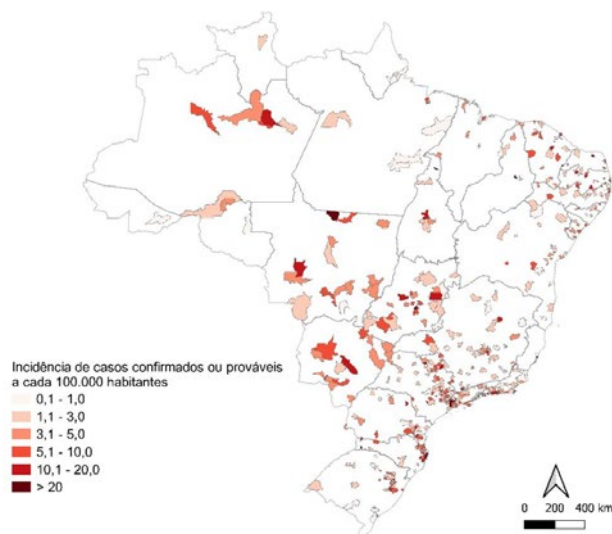 Incidência de casos confirmados ou prováveis
a cada 100.000 habitantes
0,1 - 1,0
1,1 - 3,0
3,1 - 5,0
5,1 - 10,0
10,1 - 20,0
> 20
0 200 400 km